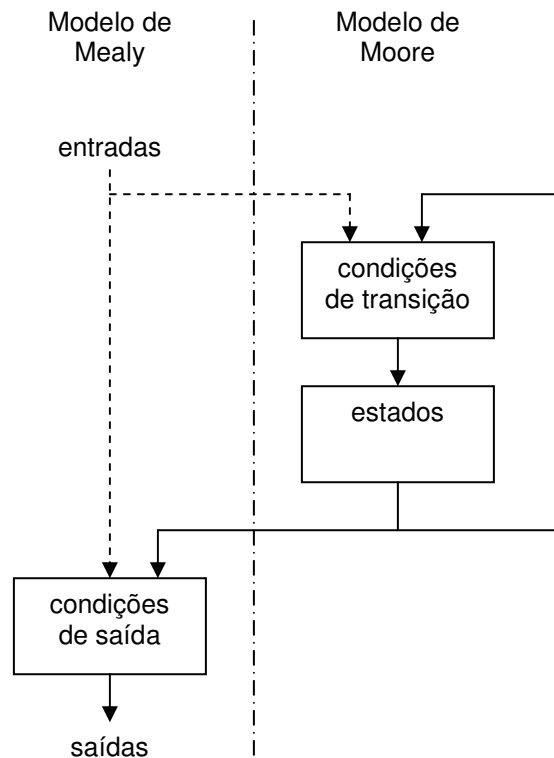 Modelo de
Mealy
Modelo de
Moore
entradas
condições
de transição
estados
condições
de saída
saídas